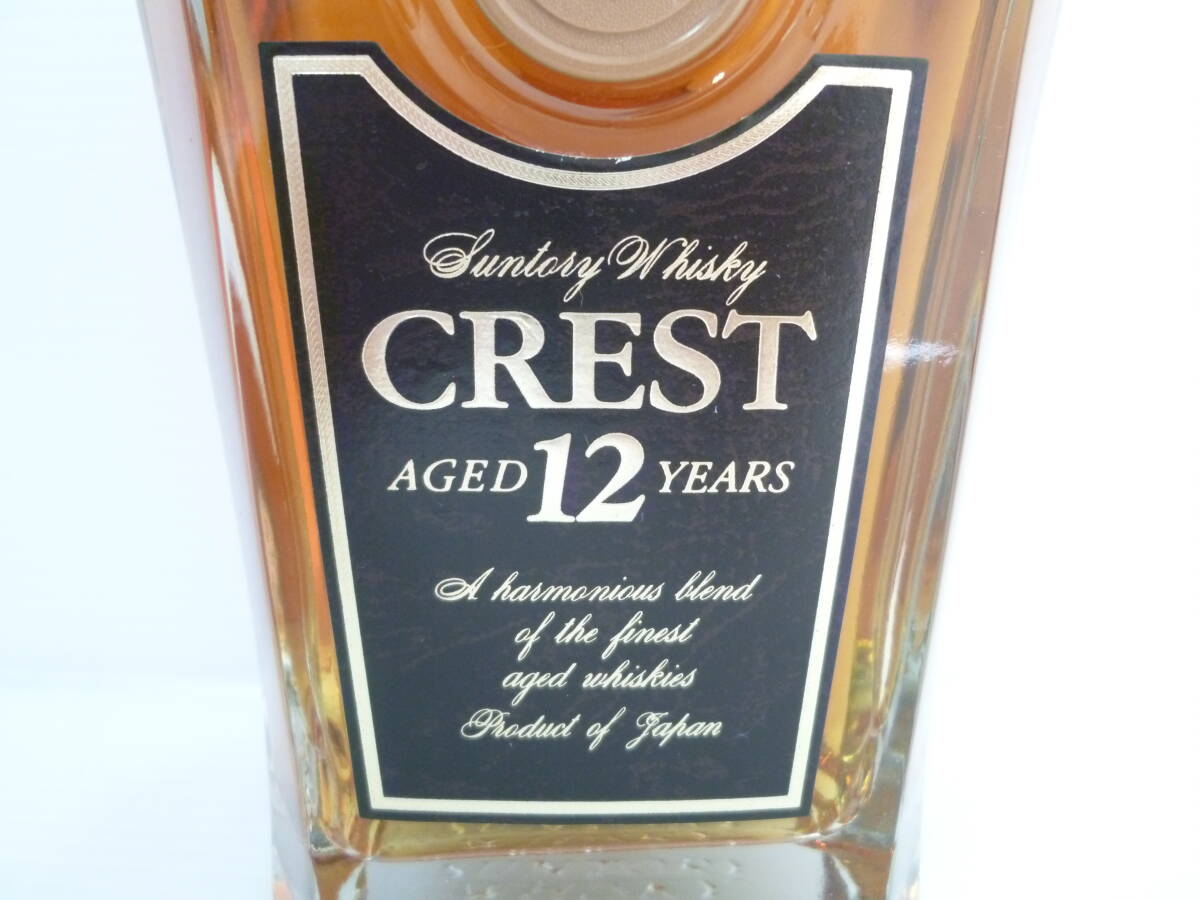 Suntory Whisky
CREST
AGED 12 YEARS
A harmonious blend
of the finest
aged whiskies
Product of Japan